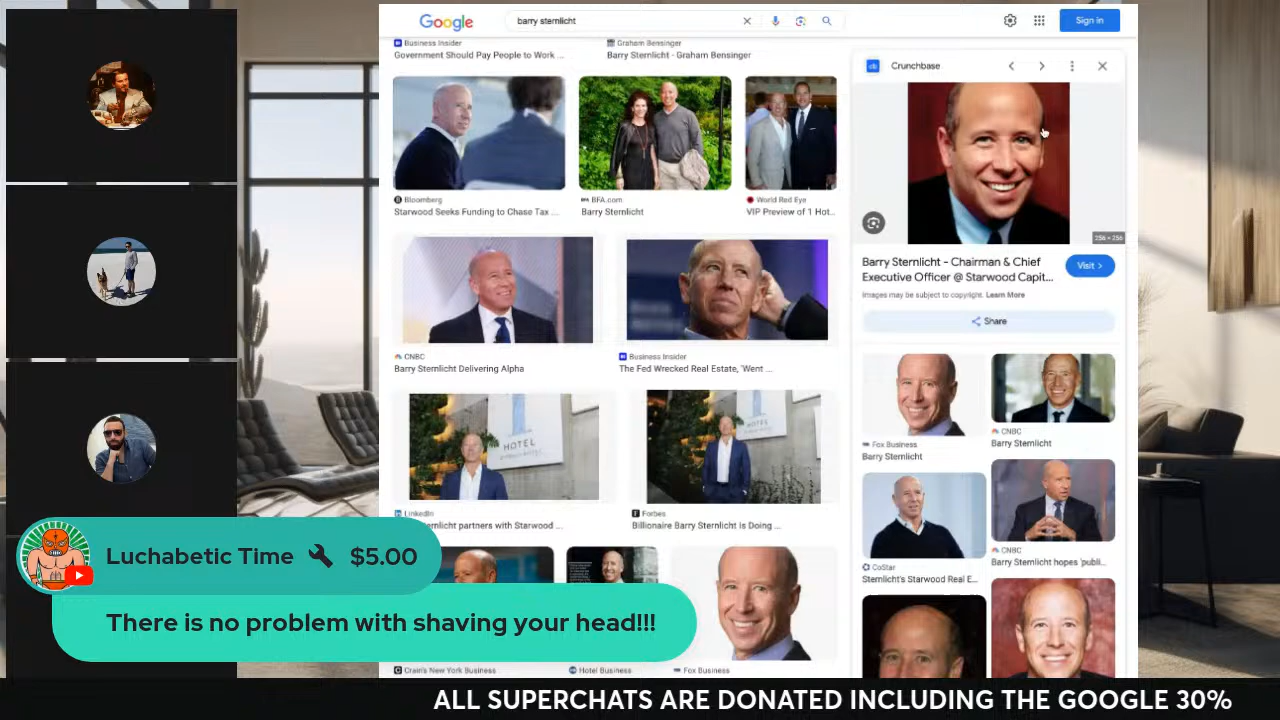 Google
barry sternlicht
Sign in
Business Insider
Government Should Pay People to Work ...
Graham Bensinger
Barry Sternlicht - Graham Bensinger
Bloomberg
Starwood Seeks Funding to Chase Tax ...
BFA.com
Barry Sternlicht
World Red Eye
VIP Preview of 1 Hot..
CNBC
Barry Sternlicht Delivering Alpha
Business Insider
The Fed Wrecked Real Estate, 'Went ...
HOTEL
HOTEL
LinkedIn
ternlicht partners with Starwood ...
Forbes
Billionaire Barry Sternlicht Is Doing ...
Crain's New York Business
Hotel Business
Fox Business
cb
Crunchbase
256 × 256
Barry Sternlicht - Chairman & Chief
Executive Officer @ Starwood Capit...
Visit >
Images may be subject to copyright. Learn More
Share
Fox Business
Barry Sternlicht
CNBC
Barry Sternlicht
CoStar
Sternlicht's Starwood Real E...
CNBC
Barry Sternlicht hopes 'publi...
Luchabetic Time $5.00
There is no problem with shaving your head!!!
ALL SUPERCHATS ARE DONATED INCLUDING THE GOOGLE 30%